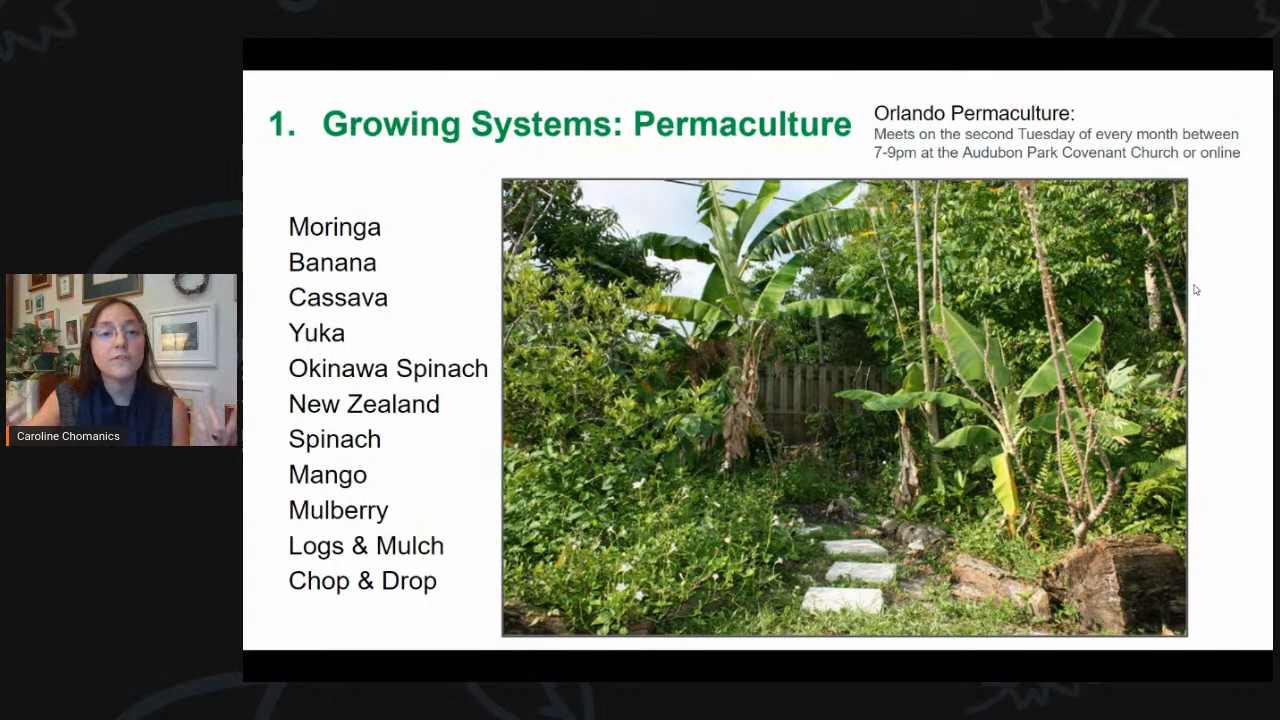 1. Growing Systems: Permaculture
Orlando Permaculture:
Meets on the second Tuesday of every month between
7-9pm at the Audubon Park Covenant Church or online
Moringa
Banana
Cassava
Yuka
Okinawa Spinach
New Zealand
Spinach
Mango
Mulberry
Logs & Mulch
Chop & Drop
Caroline Chomanics